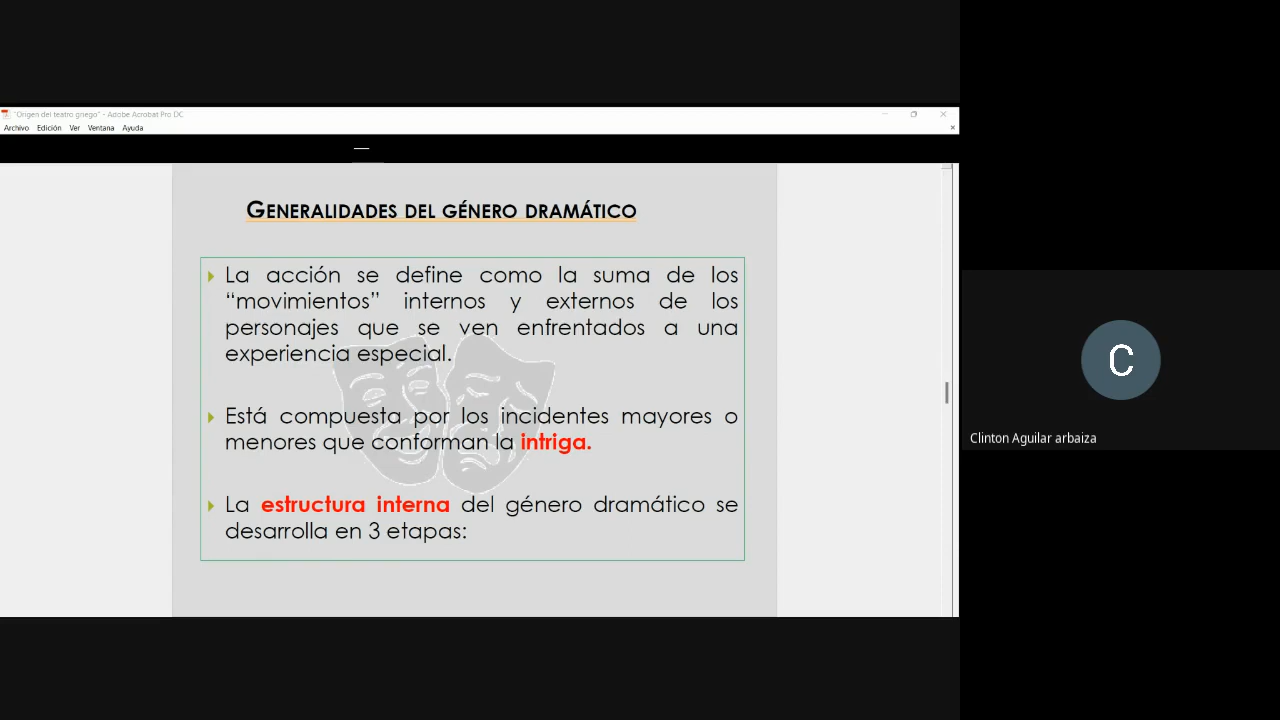 "Origen del teatro griego" - Adobe Acrobat Pro DC
Archivo Edición Ver Ventana Ayuda
GENERALIDADES DEL GÉNERO DRAMÁTICO
La acción se define como la suma de los
“movimientos” internos y externos de los
personajes que se ven enfrentados a una
experiencia especial.
Está compuesta por los incidentes mayores o
menores que conforman la intriga.
La estructura interna del género dramático se
desarrolla en 3 etapas:
C
Clinton Aguilar arbaiza